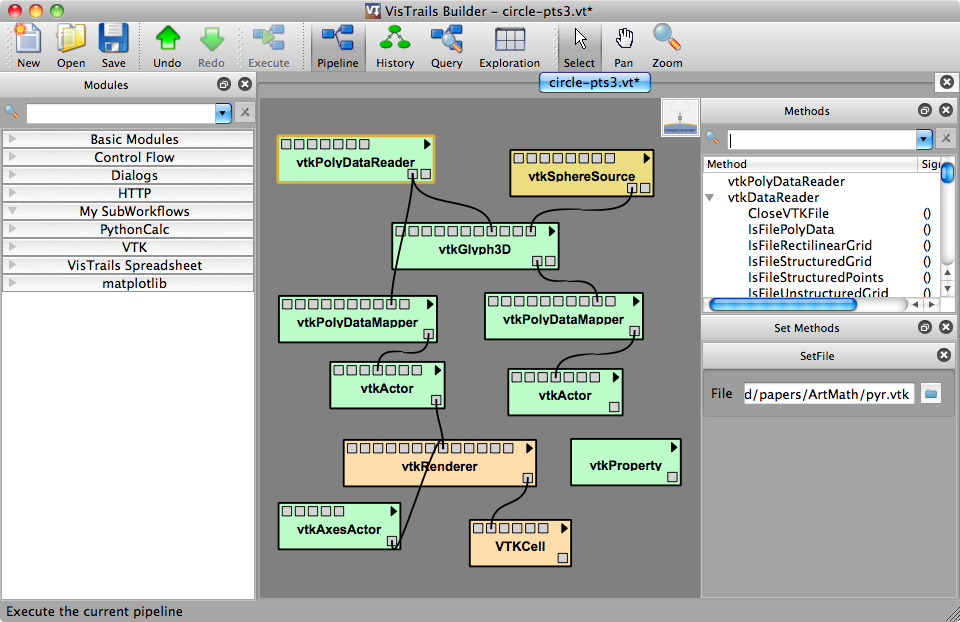 VT VisTrails Builder - circle-pts3.vt*
New Open Save Undo Redo Execute Pipeline History Query Exploration Select Pan Zoom
Modules
circle-pts3.vt*
Basic Modules
Control Flow
Dialogs
HTTP
My SubWorkflows
PythonCalc
VTK
VisTrails Spreadsheet
matplotlib
vtkPolyDataReader
vtkSphereSource
vtkGlyph3D
vtkPolyDataMapper
vtkPolyDataMapper
vtkActor
vtkActor
vtkRenderer
vtkProperty
vtkAxesActor
VTKCell
Methods
Method Sign
vtkPolyDataReader
vtkDataReader
CloseVTKFile ()
IsFilePolyData ()
IsFileRectilinearGrid ()
IsFileStructuredGrid ()
IsFileStructuredPoints ()
IsFileUnstructuredGrid ()
Set Methods
SetFile
File d/papers/ArtMath/pyr.vtk
Execute the current pipeline